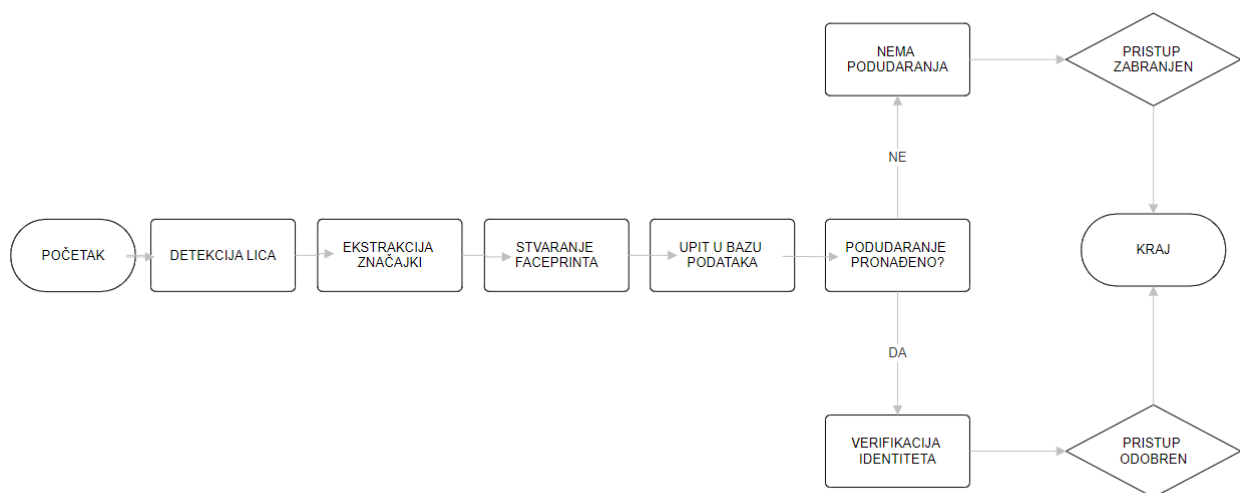 NEMA
PODUDARANJA
PRISTUP
ZABRANJEN
NE
POČETAK
DETEKCIJA LICA
EKSTRAKCIJA
ZNAČAJKI
STVARANJE
FACEPRINTA
UPIT U BAZU
PODATAKA
PODUDARANJE
PRONAĐENO?
KRAJ
DA
VERIFIKACIJA
IDENTITETA
PRISTUP
ODOBREN